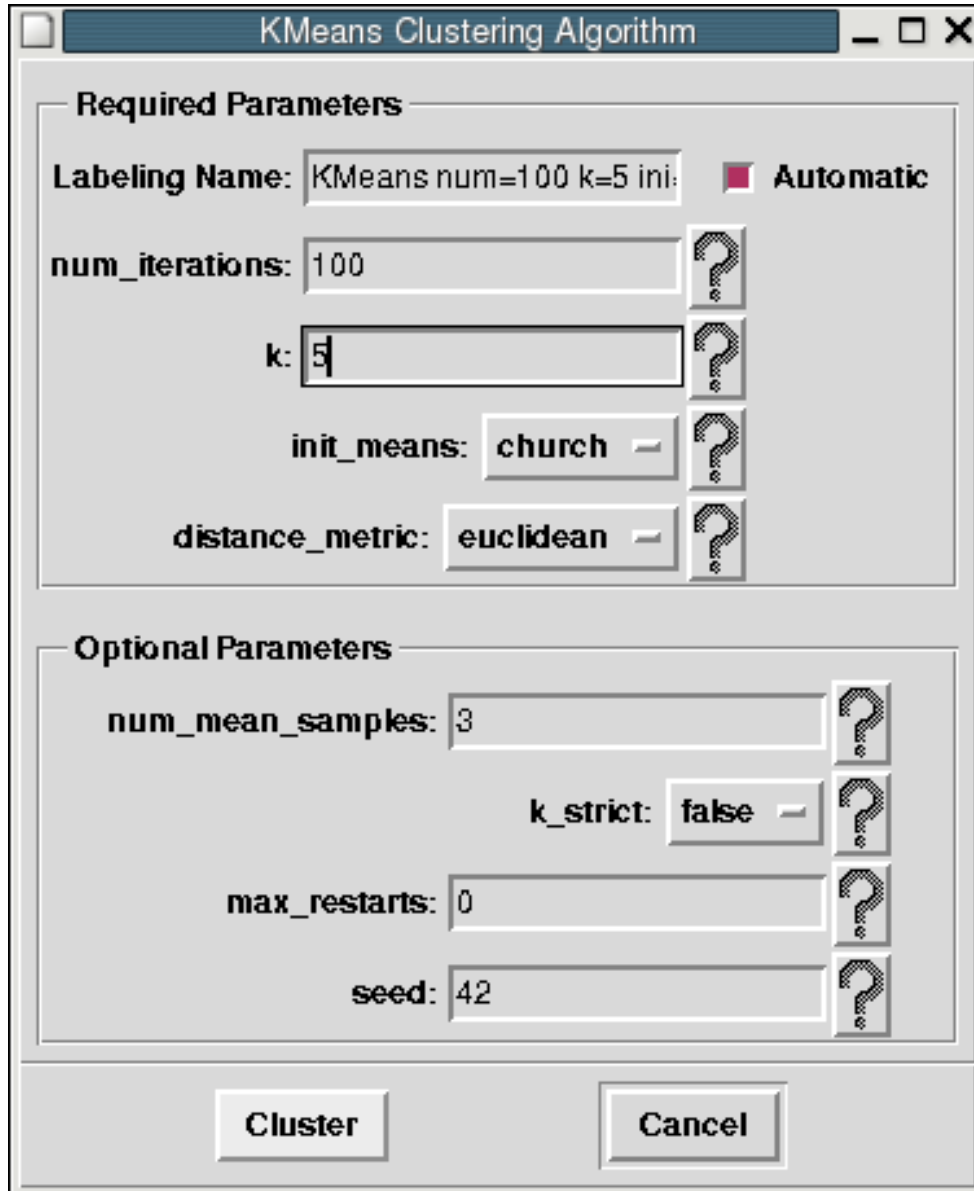 KMeans Clustering Algorithm
Required Parameters
Labeling Name: KMeans num=100 k=5 ini= Automatic
num_iterations: 100 ?
k: 5 ?
init_means: church ?
distance_metric: euclidean ?
Optional Parameters
num_mean_samples: 3 ?
k_strict: false ?
max_restarts: 0 ?
seed: 42 ?
Cluster Cancel